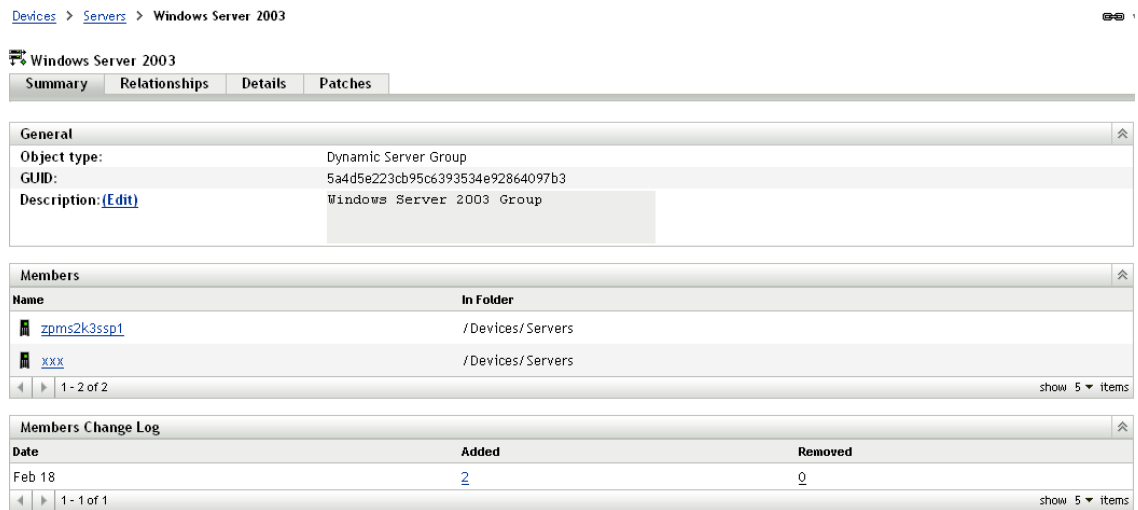 Devices > Servers > Windows Server 2003
Windows Server 2003
Summary Relationships Details Patches
General
Object type: Dynamic Server Group
GUID: 5a4d5e223cb95c6393534e92864097b3
Description:(Edit) Windows Server 2003 Group
Members
Name In Folder
zpms2k3ssp1 /Devices/Servers
xxx /Devices/Servers
1 - 2 of 2 show 5 items
Members Change Log
Date Added Removed
Feb 18 2 0
1 - 1 of 1 show 5 items